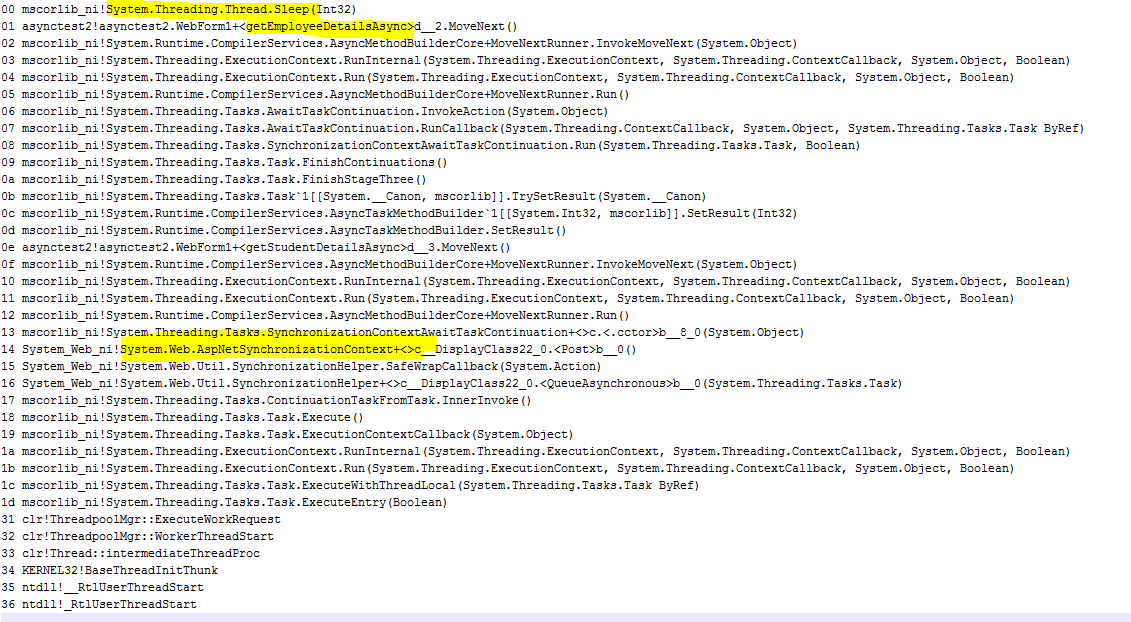 00 mscorlib_ni!System.Threading.Thread.Sleep(Int32)
01 asynctest2!asynctest2.WebForm1+<getEmployeeDetailsAsync>d__2.MoveNext()
02 mscorlib_ni!System.Runtime.CompilerServices.AsyncMethodBuilderCore+MoveNextRunner.InvokeMoveNext(System.Object)
03 mscorlib_ni!System.Threading.ExecutionContext.RunInternal(System.Threading.ExecutionContext, System.Threading.ContextCallback, System.Object, Boolean)
04 mscorlib_ni!System.Threading.ExecutionContext.Run(System.Threading.ExecutionContext, System.Threading.ContextCallback, System.Object, Boolean)
05 mscorlib_ni!System.Runtime.CompilerServices.AsyncMethodBuilderCore+MoveNextRunner.Run()
06 mscorlib_ni!System.Threading.Tasks.AwaitTaskContinuation.InvokeAction(System.Object)
07 mscorlib_ni!System.Threading.Tasks.AwaitTaskContinuation.RunCallback(System.Threading.ContextCallback, System.Object, System.Threading.Tasks.Task ByRef)
08 mscorlib_ni!System.Threading.Tasks.SynchronizationContextAwaitTaskContinuation.Run(System.Threading.Tasks.Task, Boolean)
09 mscorlib_ni!System.Threading.Tasks.Task.FinishContinuations()
0a mscorlib_ni!System.Threading.Tasks.Task.FinishStageThree()
0b mscorlib_ni!System.Threading.Tasks.Task`1[[System.__Canon, mscorlib]].TrySetResult(System.__Canon)
0c mscorlib_ni!System.Runtime.CompilerServices.AsyncTaskMethodBuilder`1[[System.Int32, mscorlib]].SetResult(Int32)
0d mscorlib_ni!System.Runtime.CompilerServices.AsyncTaskMethodBuilder.SetResult()
0e asynctest2!asynctest2.WebForm1+<getStudentDetailsAsync>d__3.MoveNext()
0f mscorlib_ni!System.Runtime.CompilerServices.AsyncMethodBuilderCore+MoveNextRunner.InvokeMoveNext(System.Object)
10 mscorlib_ni!System.Threading.ExecutionContext.RunInternal(System.Threading.ExecutionContext, System.Threading.ContextCallback, System.Object, Boolean)
11 mscorlib_ni!System.Threading.ExecutionContext.Run(System.Threading.ExecutionContext, System.Threading.ContextCallback, System.Object, Boolean)
12 mscorlib_ni!System.Runtime.CompilerServices.AsyncMethodBuilderCore+MoveNextRunner.Run()
13 mscorlib_ni!System.Threading.Tasks.SynchronizationContextAwaitTaskContinuation+<>c.<.cctor>b__8_0(System.Object)
14 System_Web_ni!System.Web.AspNetSynchronizationContext+<>c__DisplayClass22_0.<Post>b__0()
15 System_Web_ni!System.Web.Util.SynchronizationHelper.SafeWrapCallback(System.Action)
16 System_Web_ni!System.Web.Util.SynchronizationHelper+<>c__DisplayClass22_0.<QueueAsynchronous>b__0(System.Threading.Tasks.Task)
17 mscorlib_ni!System.Threading.Tasks.ContinuationTaskFromTask.InnerInvoke()
18 mscorlib_ni!System.Threading.Tasks.Task.Execute()
19 mscorlib_ni!System.Threading.Tasks.Task.ExecutionContextCallback(System.Object)
1a mscorlib_ni!System.Threading.ExecutionContext.RunInternal(System.Threading.ExecutionContext, System.Threading.ContextCallback, System.Object, Boolean)
1b mscorlib_ni!System.Threading.ExecutionContext.Run(System.Threading.ExecutionContext, System.Threading.ContextCallback, System.Object, Boolean)
1c mscorlib_ni!System.Threading.Tasks.Task.ExecuteWithThreadLocal(System.Threading.Tasks.Task ByRef)
1d mscorlib_ni!System.Threading.Tasks.Task.ExecuteEntry(Boolean)
31 clr!ThreadpoolMgr::ExecuteWorkRequest
32 clr!ThreadpoolMgr::WorkerThreadStart
33 clr!Thread::intermediateThreadProc
34 KERNEL32!BaseThreadInitThunk
35 ntdll!__RtlUserThreadStart
36 ntdll!_RtlUserThreadStart